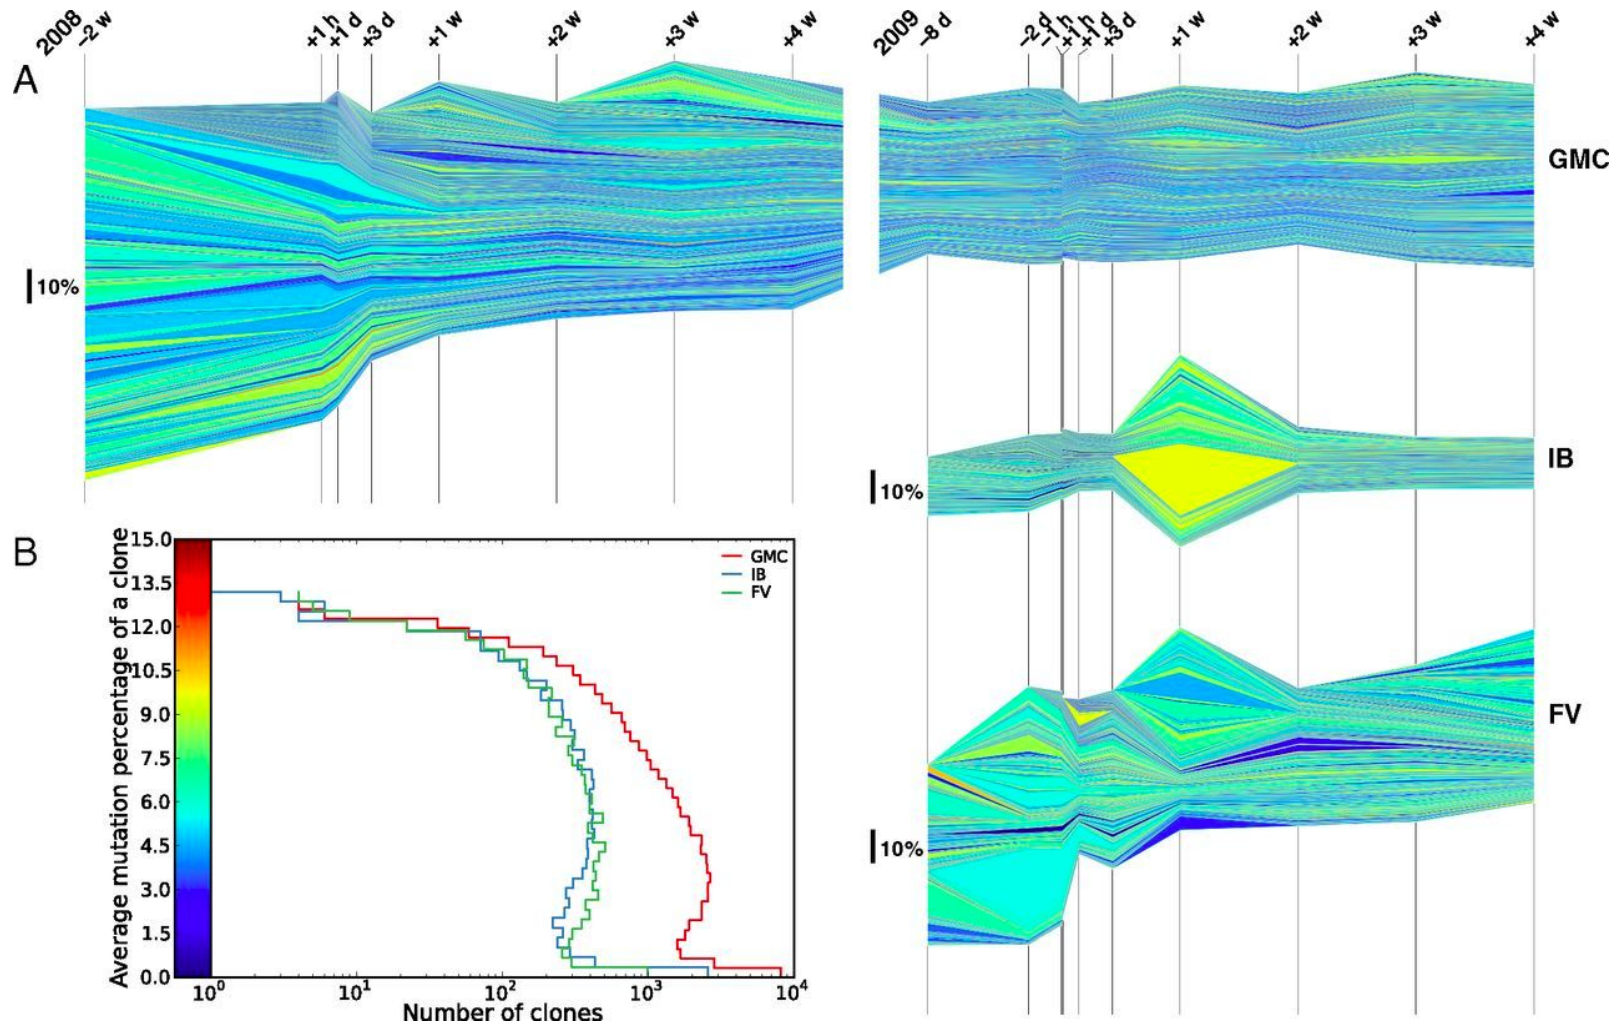 2008
−2 w
+1 h
+1 d
+3 d
+1 w
+2 w
+3 w
+4 w
2009
−8 d
−2 d
−1 h
+1 h
+1 d
+3 d
+1 w
+2 w
+3 w
+4 w
A
GMC
10%
IB
10%
FV
10%
B
Average mutation percentage of a clone
15.0
13.5
12.0
10.5
9.0
7.5
6.0
4.5
3.0
1.5
0.0
GMC
IB
FV
10⁰ 10¹ 10² 10³ 10⁴
Number of clones